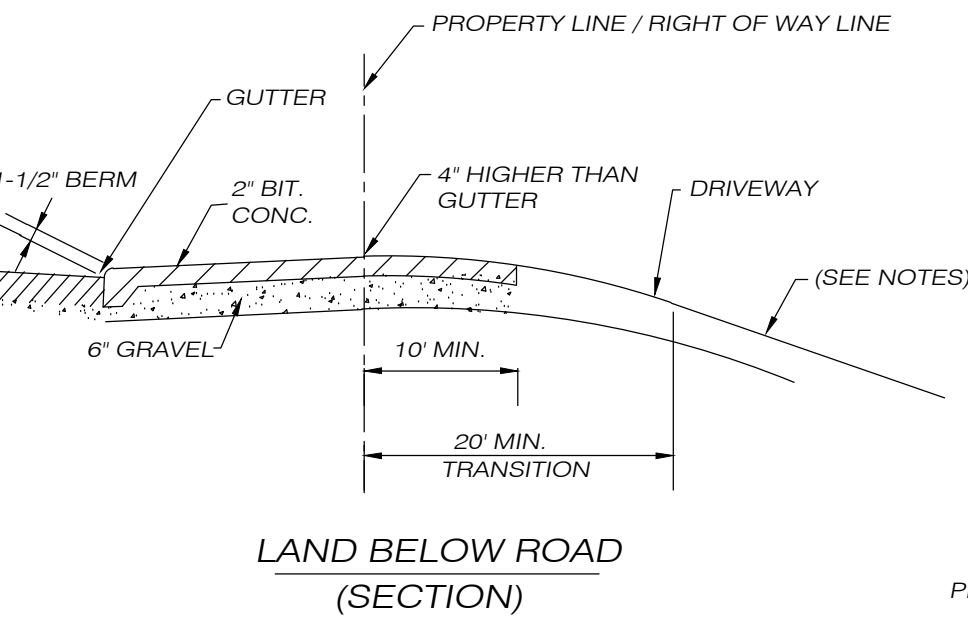 PROPERTY LINE / RIGHT OF WAY LINE
GUTTER
1-1/2" BERM
2" BIT.
CONC.
4" HIGHER THAN
GUTTER
DRIVEWAY
(SEE NOTES)
6" GRAVEL
10' MIN.
20' MIN.
TRANSITION
LAND BELOW ROAD
(SECTION)